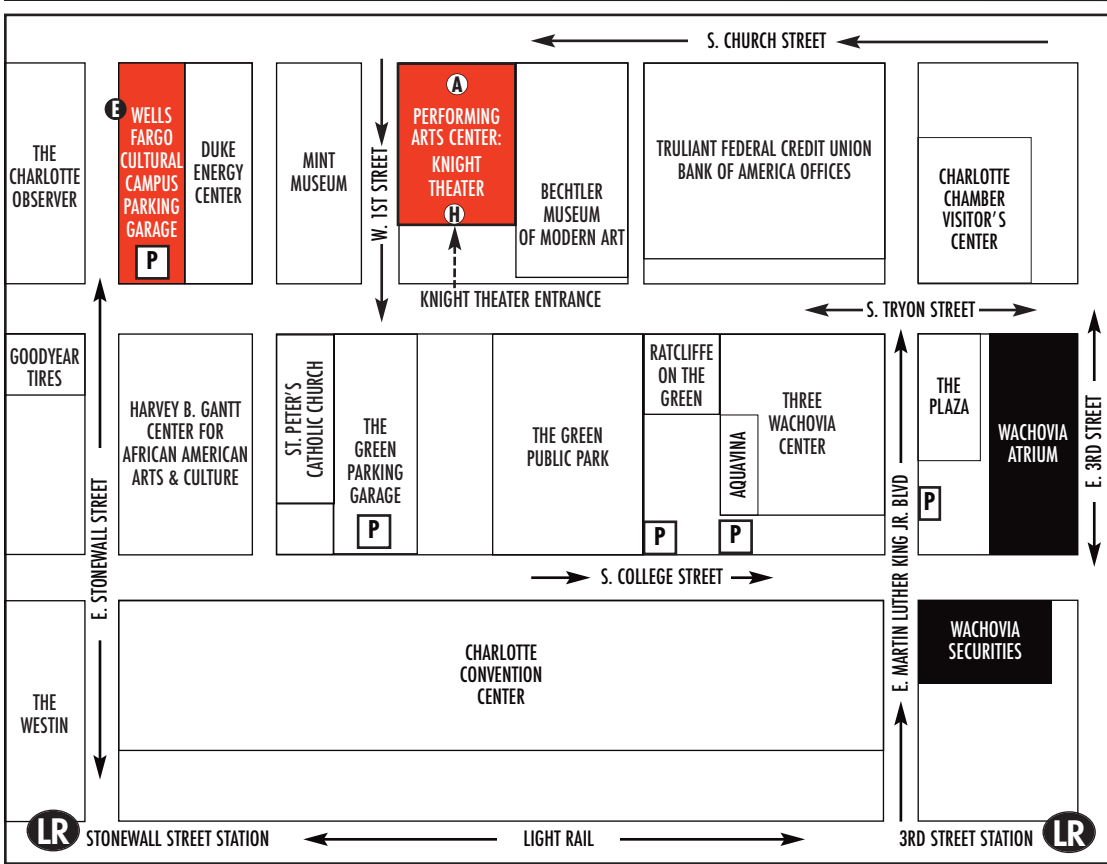 S. CHURCH STREET
THE
CHARLOTTE
OBSERVER
E
WELLS
FARGO
CULTURAL
CAMPUS
PARKING
GARAGE
P
DUKE
ENERGY
CENTER
MINT
MUSEUM
W. 1ST STREET
A
PERFORMING
ARTS CENTER:
KNIGHT
THEATER
H
KNIGHT THEATER ENTRANCE
BECHTLER
MUSEUM
OF MODERN ART
TRULIANT FEDERAL CREDIT UNION
BANK OF AMERICA OFFICES
CHARLOTTE
CHAMBER
VISITOR'S
CENTER
S. TRYON STREET
GOODYEAR
TIRES
E. STONEWALL STREET
HARVEY B. GANTT
CENTER FOR
AFRICAN AMERICAN
ARTS & CULTURE
ST. PETER'S
CATHOLIC CHURCH
THE
GREEN
PARKING
GARAGE
P
THE GREEN
PUBLIC PARK
RATCLIFFE
ON THE
GREEN
P
AQUAVINA
P
THREE
WACHOVIA
CENTER
E. MARTIN LUTHER KING JR. BLVD
THE
PLAZA
P
WACHOVIA
ATRIUM
E. 3RD STREET
S. COLLEGE STREET
THE
WESTIN
CHARLOTTE
CONVENTION
CENTER
WACHOVIA
SECURITIES
LR
STONEWALL STREET STATION
LIGHT RAIL
3RD STREET STATION
LR